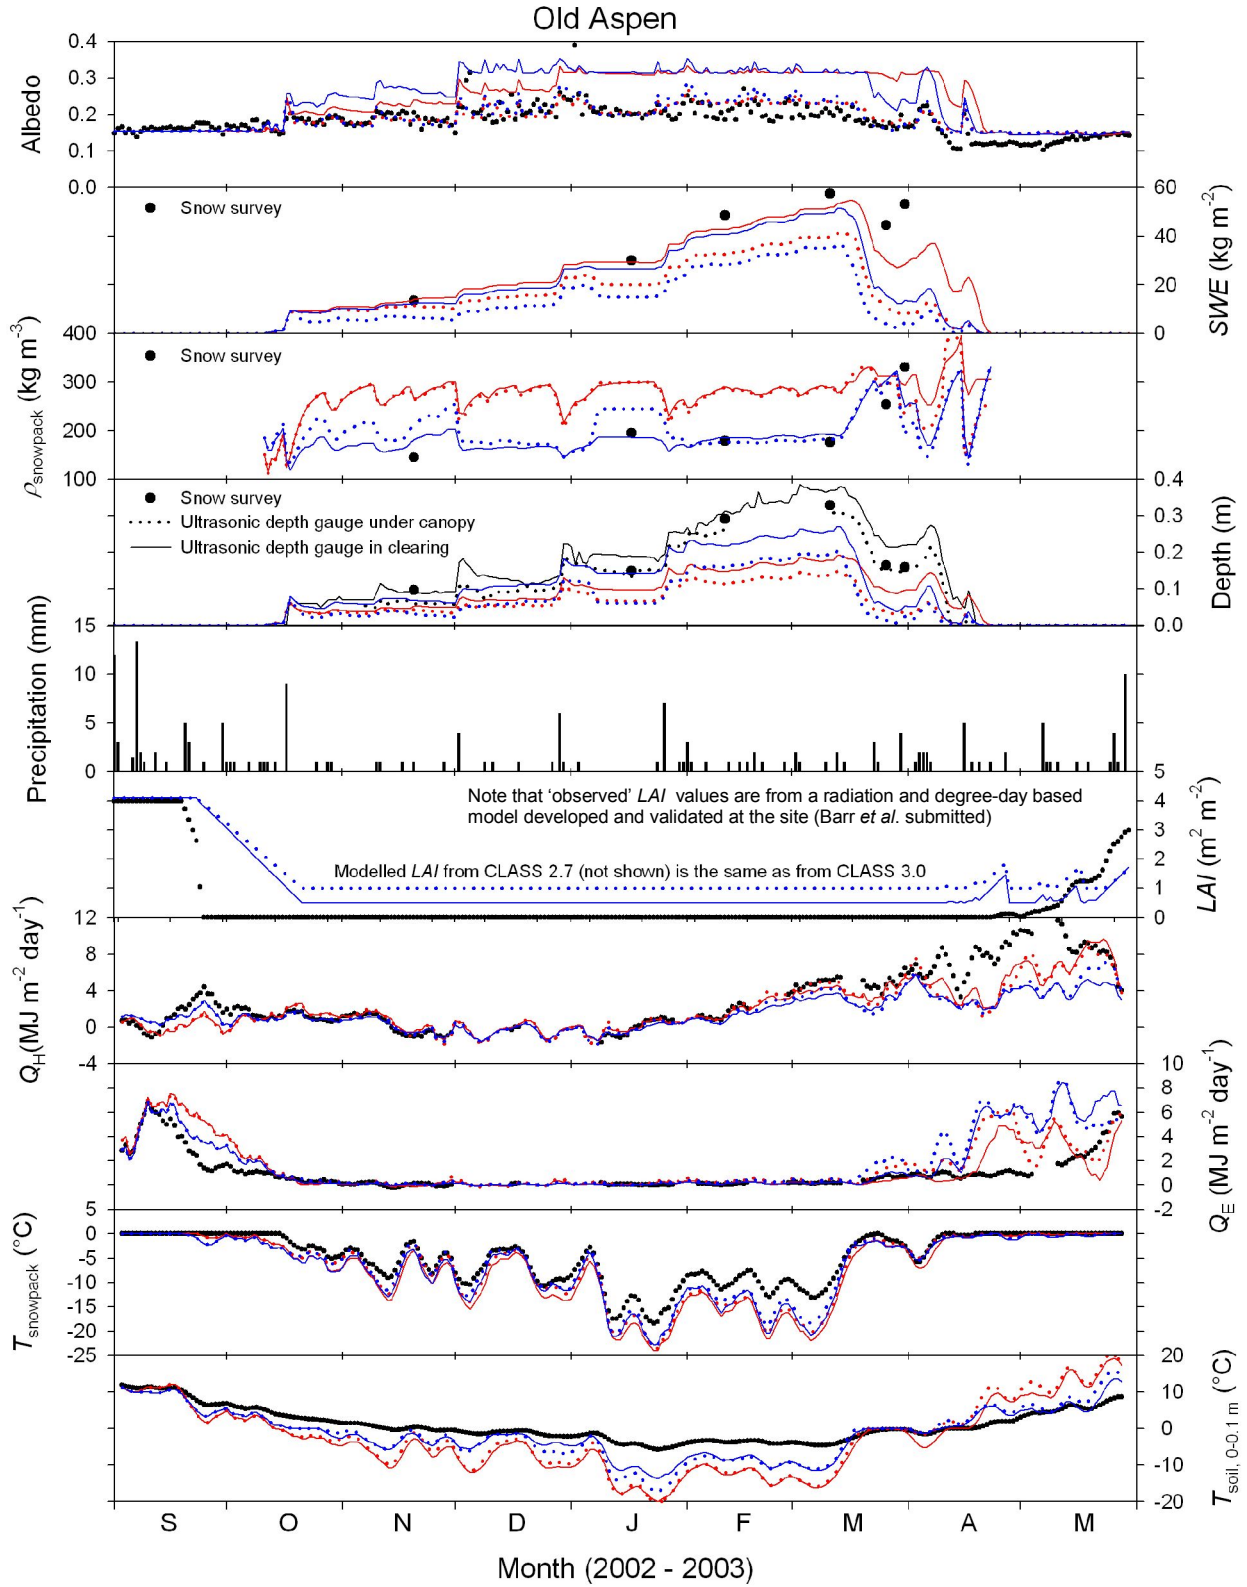 Old Aspen
Albedo
0.4
0.3
0.2
0.1
0.0
Snow survey
SWE (kg m-2)
60
40
20
0
ρsnowpack (kg m-3)
400
300
200
100
Snow survey
Snow survey
Ultrasonic depth gauge under canopy
Ultrasonic depth gauge in clearing
Depth (m)
0.4
0.3
0.2
0.1
0.0
Precipitation (mm)
15
10
5
0
Note that ‘observed’ LAI values are from a radiation and degree-day based
model developed and validated at the site (Barr et al. submitted)
Modelled LAI from CLASS 2.7 (not shown) is the same as from CLASS 3.0
LAI (m2 m-2)
5
4
3
2
1
0
QH(MJ m-2 day-1)
12
8
4
0
-4
QE (MJ m-2 day-1)
10
8
6
4
2
0
-2
Tsnowpack (°C)
5
0
-5
-10
-15
-20
-25
Tsoil, 0-0.1 m (°C)
20
10
0
-10
-20
S O N D J F M A M
Month (2002 - 2003)